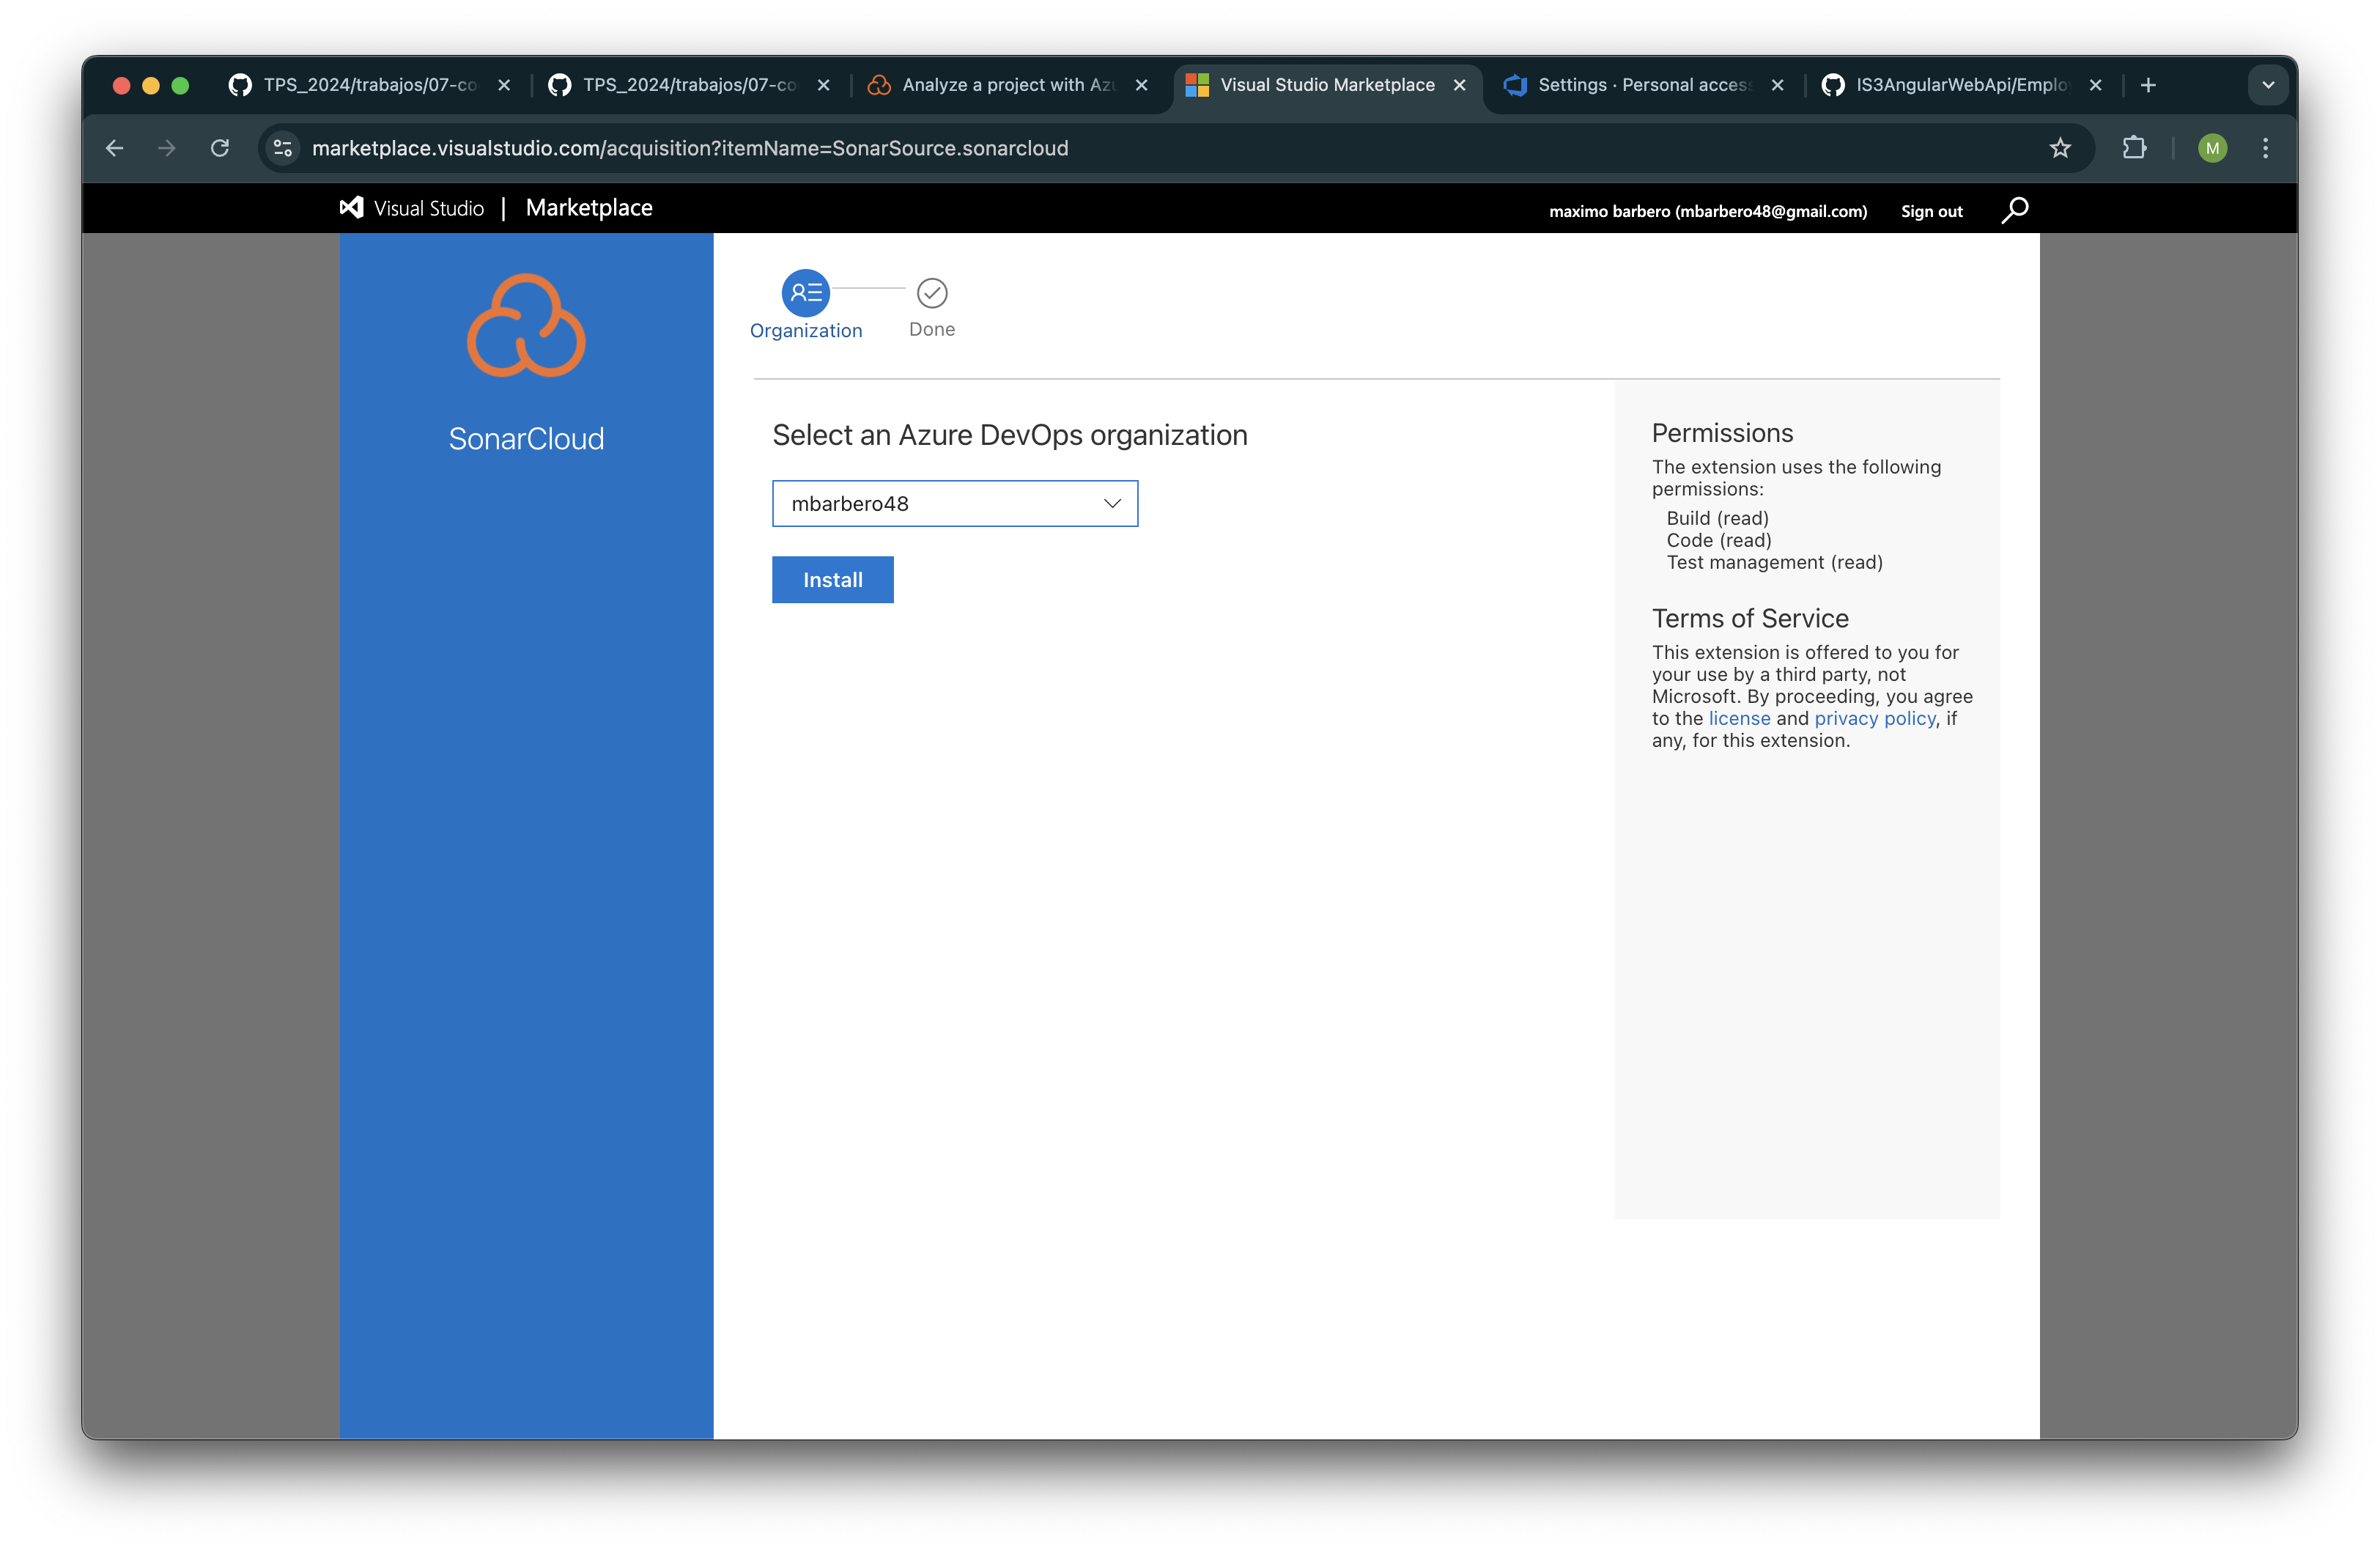 TPS_2024/trabajos/07-co
TPS_2024/trabajos/07-co
Analyze a project with Az
Visual Studio Marketplace
Settings · Personal access
IS3AngularWebApi/Emplo
marketplace.visualstudio.com/acquisition?itemName=SonarSource.sonarcloud
M
Visual Studio | Marketplace
maximo barbero (mbarbero48@gmail.com)
Sign out
SonarCloud
Organization
Done
Select an Azure DevOps organization
mbarbero48
Install
Permissions
The extension uses the following
permissions:
Build (read)
Code (read)
Test management (read)
Terms of Service
This extension is offered to you for
your use by a third party, not
Microsoft. By proceeding, you agree
to the license and privacy policy, if
any, for this extension.